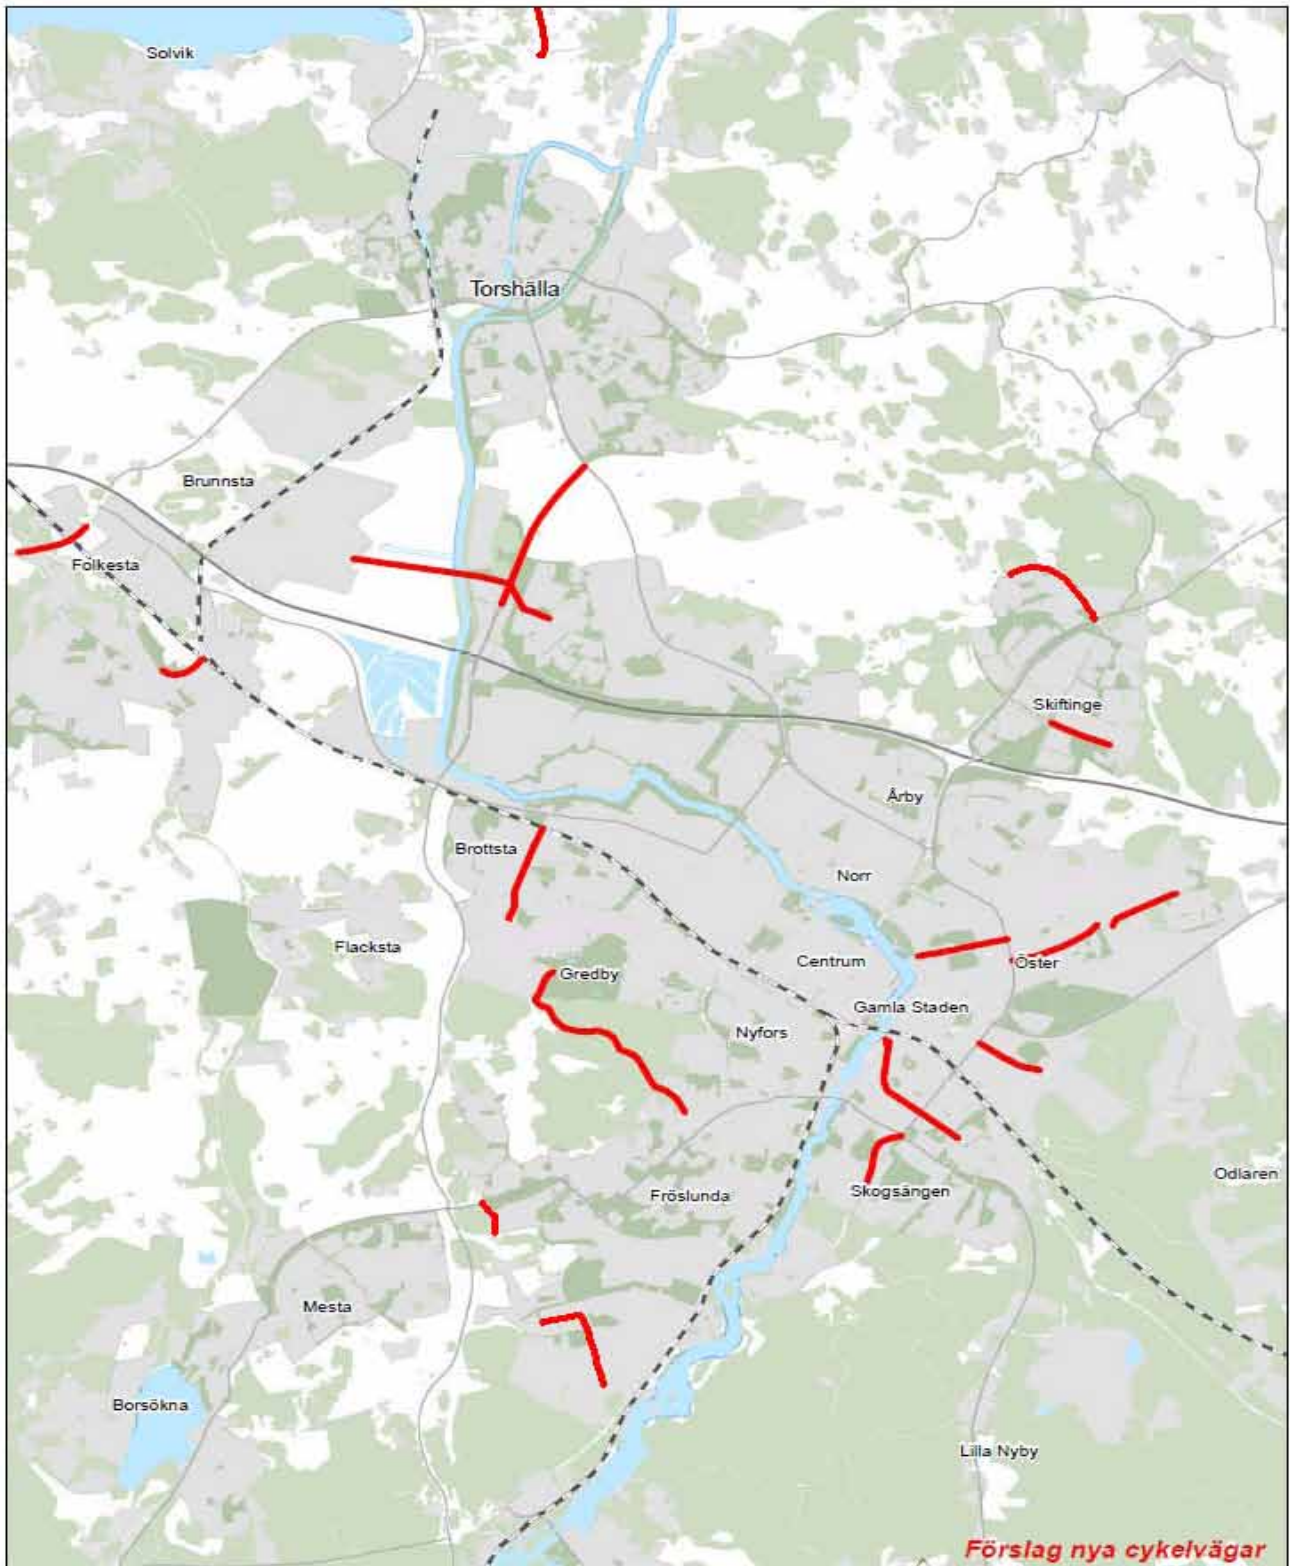 Solvik
Torshälla
Brunnsta
Folkesta
Skiftinge
Årby
Brottsta
Norr
Flacksta
Centrum
Öster
Gredby
Gamla Staden
Nyfors
Odlaren
Fröslunda
Skogsängen
Mesta
Borsökna
Lilla Nyby
Förslag nya cykelvägar